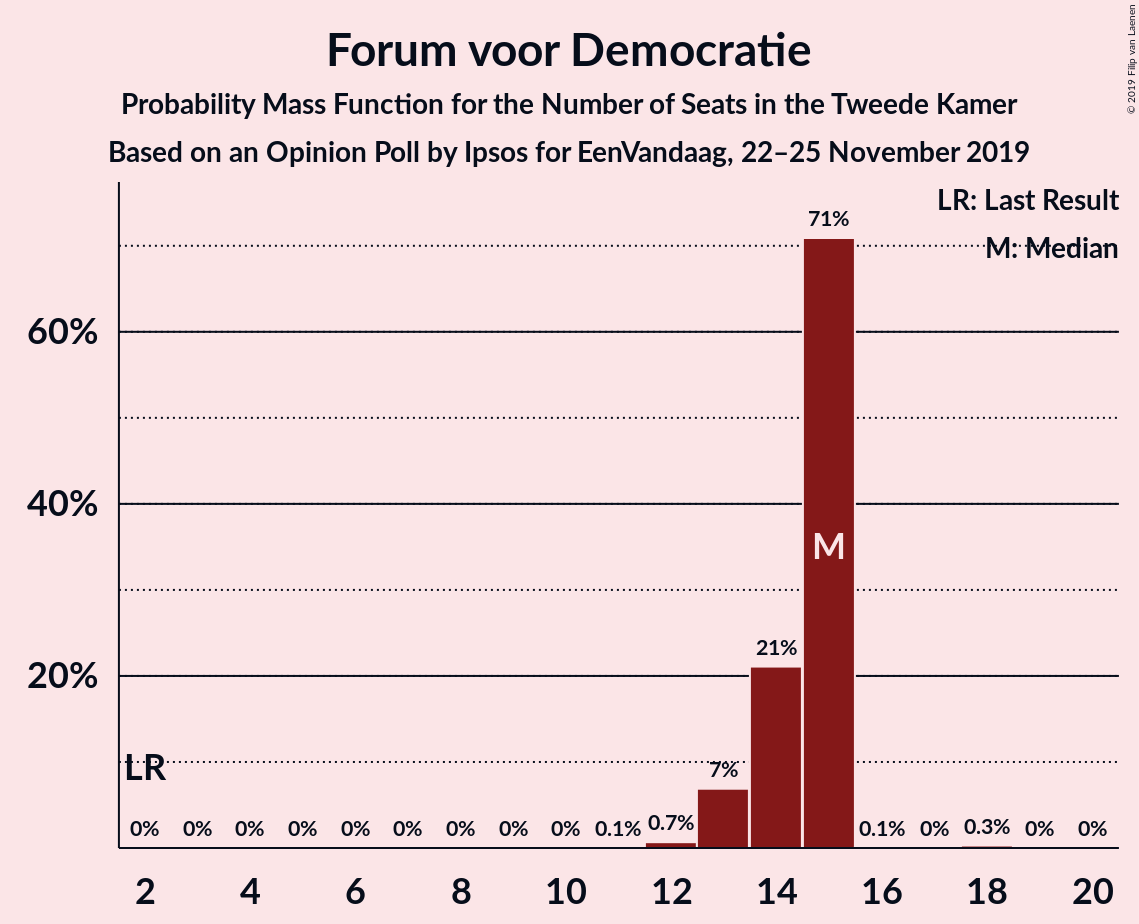 Forum voor Democratie
Probability Mass Function for the Number of Seats in the Tweede Kamer
Based on an Opinion Poll by Ipsos for EenVandaag, 22–25 November 2019
© 2019 Filip van Laenen
LR: Last Result
M: Median
71%
60%
40%
M
21%
20%
LR
7%
0% 0% 0% 0% 0% 0% 0% 0% 0% 0.1% 0.7% 0.1% 0% 0.3% 0% 0%
2 4 6 8 10 12 14 16 18 20